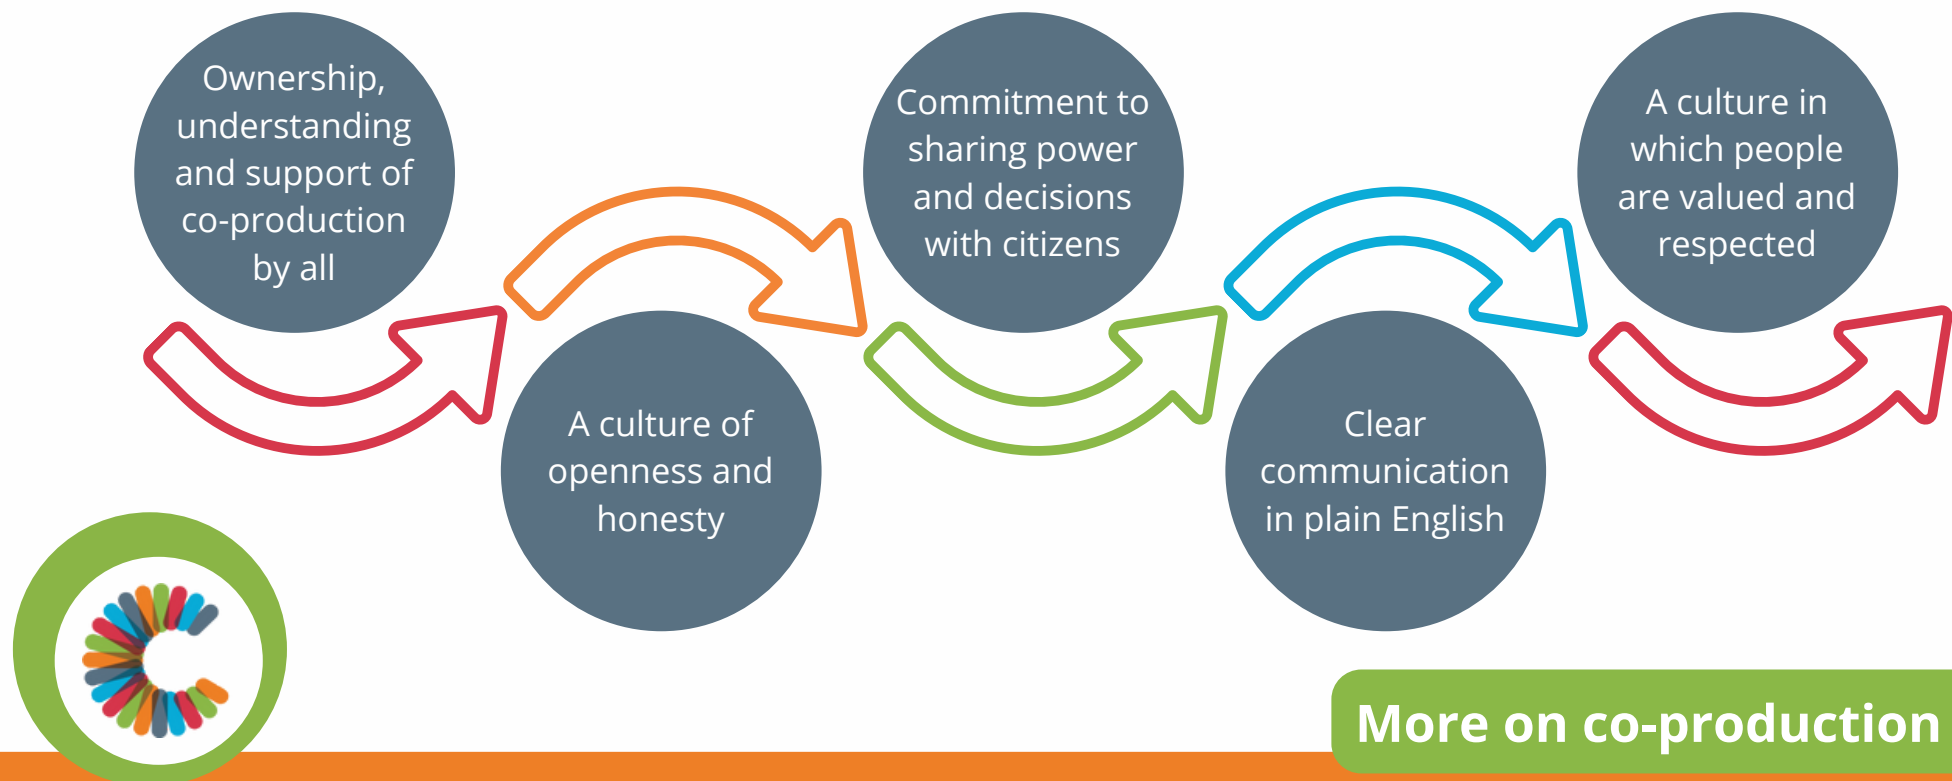 Ownership,
understanding
and support of
co-production
by all
A culture of
openness and
honesty
Commitment to
sharing power
and decisions
with citizens
Clear
communication
in plain English
A culture in
which people
are valued and
respected
More on co-production